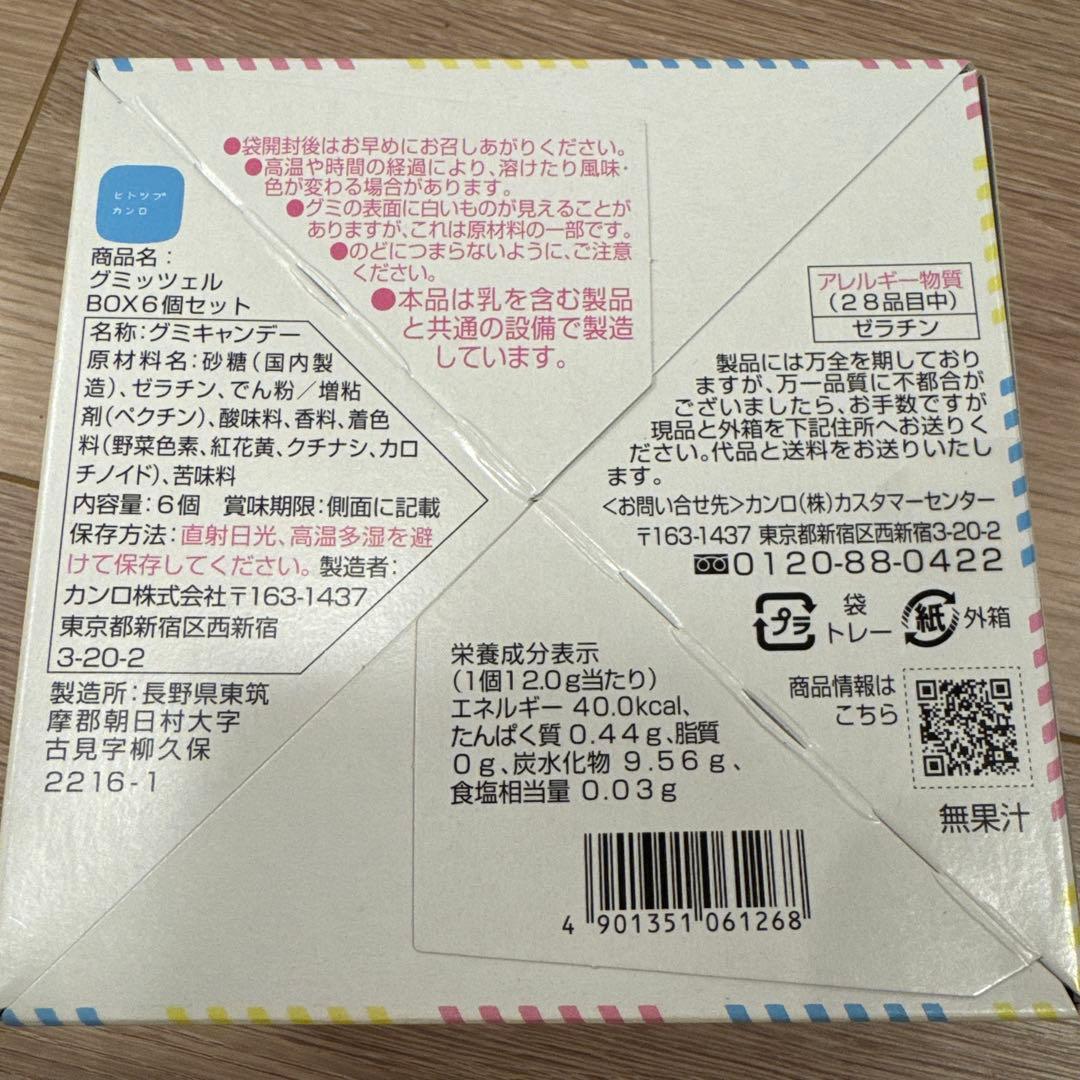 ●袋開封後はお早めにお召しあがりください。
●高温や時間の経過により、溶けたり風味・
色が変わる場合があります。
●グミの表面に白いものが見えることが
ありますが、これは原材料の一部です。
●のどにつまらないように、ご注意
ください。
●本品は乳を含む製品
と共通の設備で製造
しています。
ヒトツブ
カンロ
商品名：
グミッツェル
BOX6個セット
名称：グミキャンデー
原材料名：砂糖（国内製
造）、ゼラチン、でん粉／増粘
剤（ペクチン）、酸味料、香料、着色
料（野菜色素、紅花黄、クチナシ、カロ
チノイド）、苦味料
内容量：6個　賞味期限：側面に記載
保存方法：直射日光、高温多湿を避
けて保存してください。製造者：
カンロ株式会社〒163-1437
東京都新宿区西新宿
3-20-2
製造所：長野県東筑
摩郡朝日村大字
古見字柳久保
2216-1
アレルギー物質
（28品目中）
ゼラチン
製品には万全を期しており
ますが、万一品質に不都合が
ございましたら、お手数ですが
現品と外箱を下記住所へお送りく
ださい。代品と送料をお送りいたし
ます。
＜お問い合せ先＞カンロ（株）カスタマーセンター
〒163-1437 東京都新宿区西新宿3-20-2
0120-88-0422
プラ 袋 トレー 紙 外箱
商品情報は
こちら
無果汁
栄養成分表示
（1個12.0g当たり）
エネルギー 40.0kcal、
たんぱく質 0.44g、脂質
0g、炭水化物 9.56g、
食塩相当量 0.03g
4 901351 061268